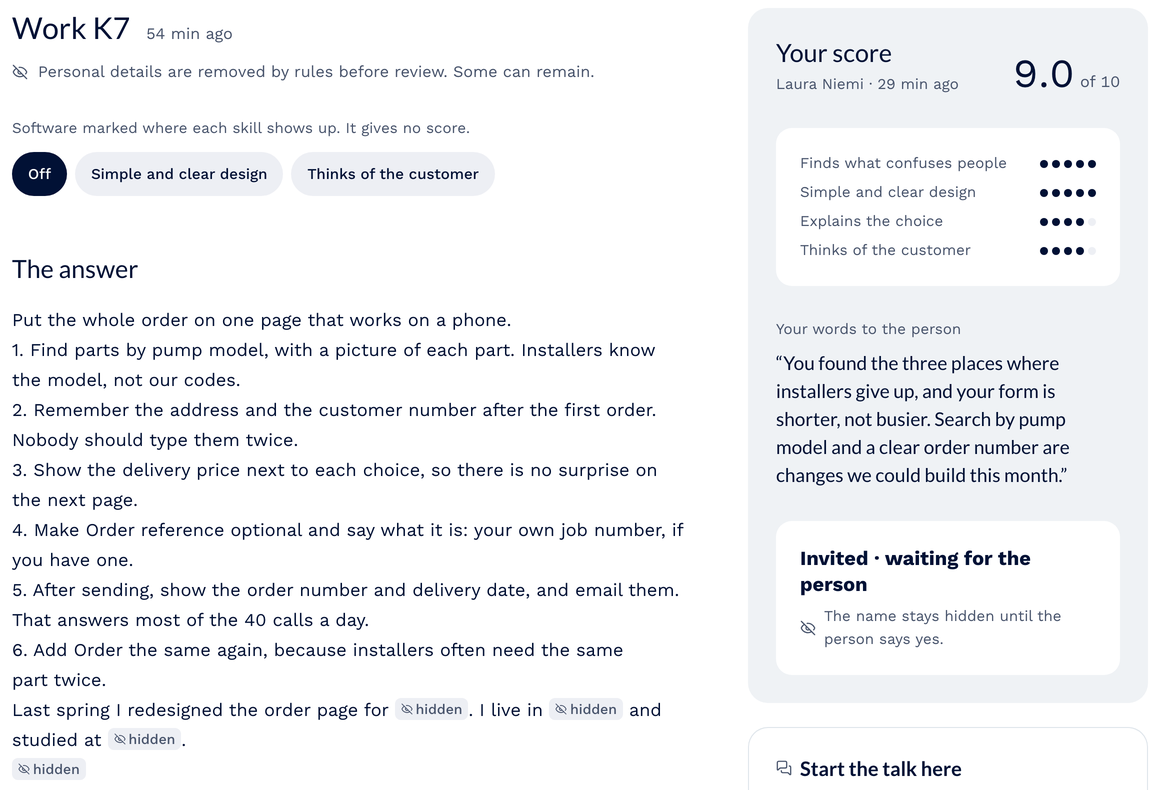 Work K7 54 min ago
Personal details are removed by rules before review. Some can remain.
Software marked where each skill shows up. It gives no score.
Off Simple and clear design Thinks of the customer
The answer
Put the whole order on one page that works on a phone.
1. Find parts by pump model, with a picture of each part. Installers know
the model, not our codes.
2. Remember the address and the customer number after the first order.
Nobody should type them twice.
3. Show the delivery price next to each choice, so there is no surprise on
the next page.
4. Make Order reference optional and say what it is: your own job number, if
you have one.
5. After sending, show the order number and delivery date, and email them.
That answers most of the 40 calls a day.
6. Add Order the same again, because installers often need the same
part twice.
Last spring I redesigned the order page for hidden. I live in hidden and
studied at hidden.
hidden
Your score
Laura Niemi · 29 min ago
9.0 of 10
Finds what confuses people
Simple and clear design
Explains the choice
Thinks of the customer
Your words to the person
“You found the three places where
installers give up, and your form is
shorter, not busier. Search by pump
model and a clear order number are
changes we could build this month.”
Invited · waiting for the
person
The name stays hidden until the
person says yes.
Start the talk here